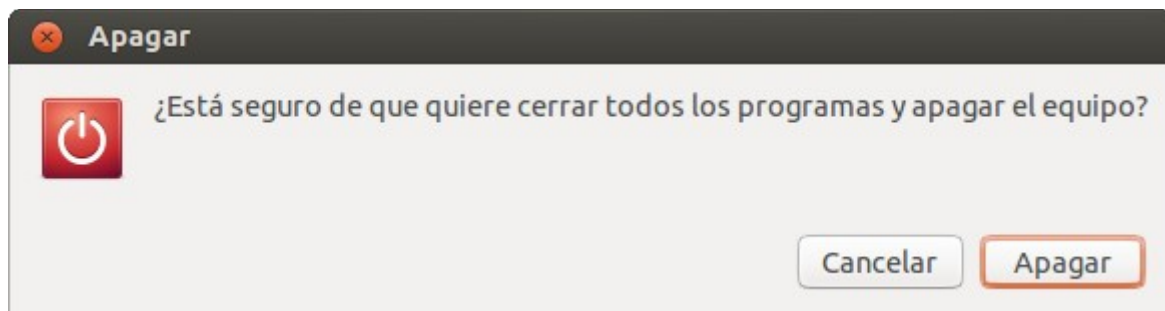 Apagar
¿Está seguro de que quiere cerrar todos los programas y apagar el equipo?
Cancelar
Apagar